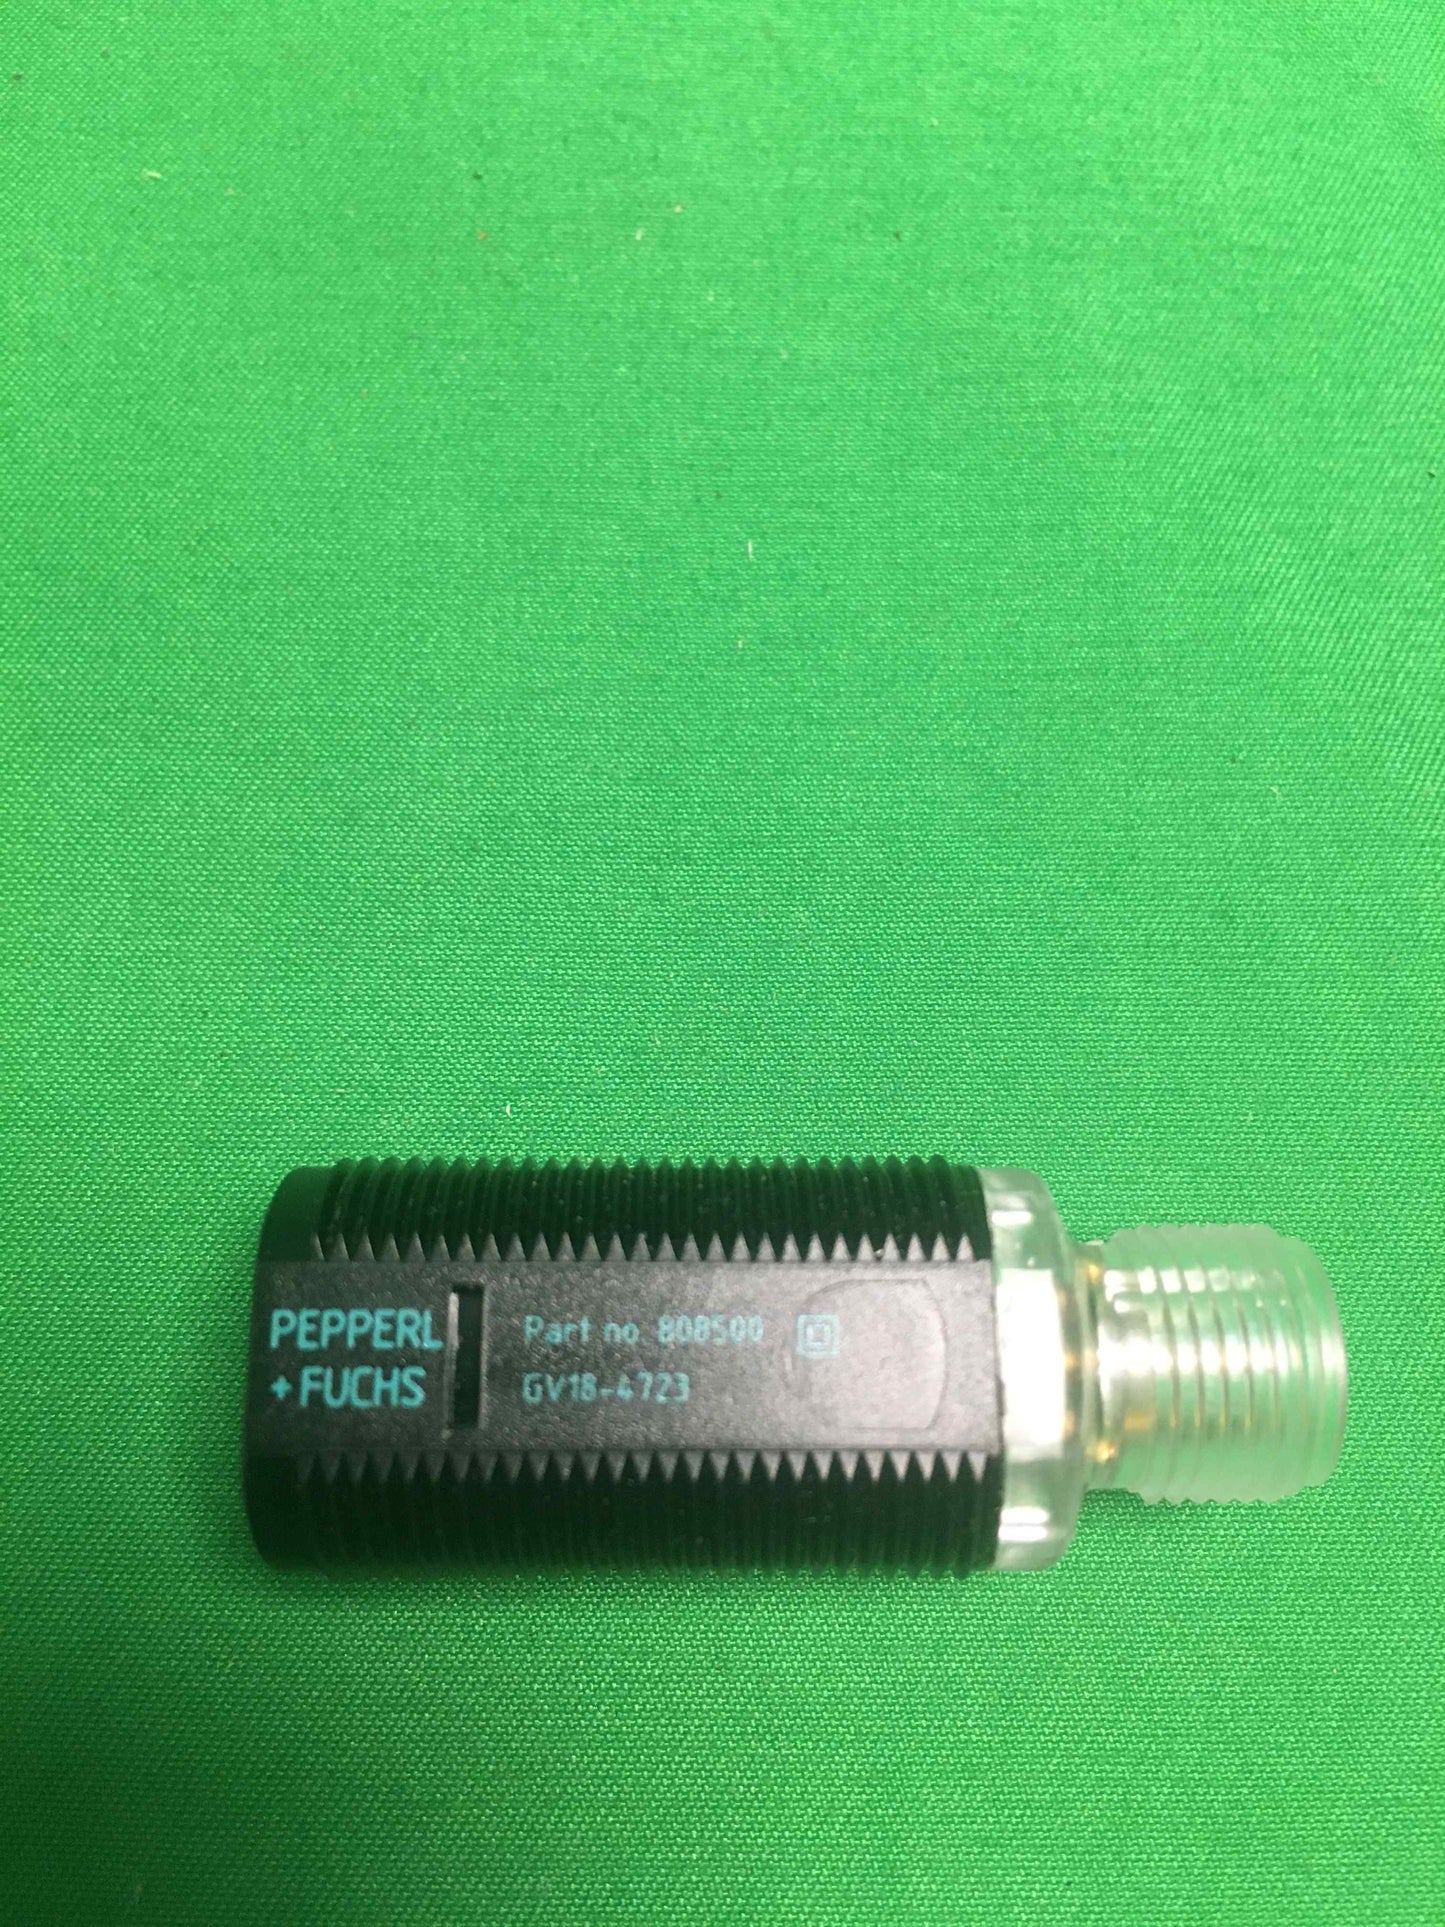 PEPPERL
+ FUCHS
Part no. 808500
GV18-4723